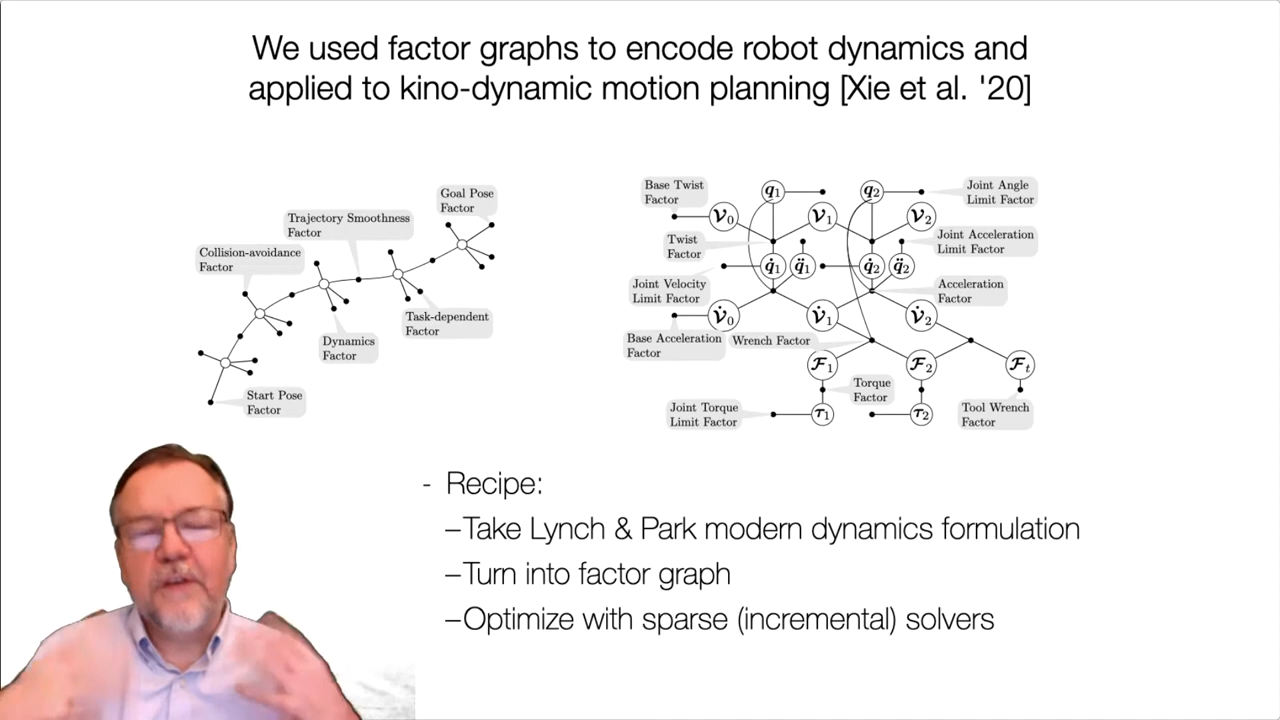 We used factor graphs to encode robot dynamics and
applied to kino-dynamic motion planning [Xie et al. '20]
Goal Pose
Factor
Trajectory Smoothness
Factor
Collision-avoidance
Factor
Task-dependent
Factor
Dynamics
Factor
Start Pose
Factor
Base Twist
Factor
q₁
q₂
Joint Angle
Limit Factor
𝒱₀
𝒱₁
𝒱₂
Twist
Factor
Joint Acceleration
Limit Factor
q̇₁
q̈₁
q̇₂
q̈₂
Joint Velocity
Limit Factor
Acceleration
Factor
𝒱̇₀
𝒱̇₁
𝒱̇₂
Base Acceleration
Factor
Wrench Factor
ℱ₁
ℱ₂
ℱₜ
Torque
Factor
Joint Torque
Limit Factor
τ₁
τ₂
Tool Wrench
Factor
- Recipe:
–Take Lynch & Park modern dynamics formulation
–Turn into factor graph
–Optimize with sparse (incremental) solvers